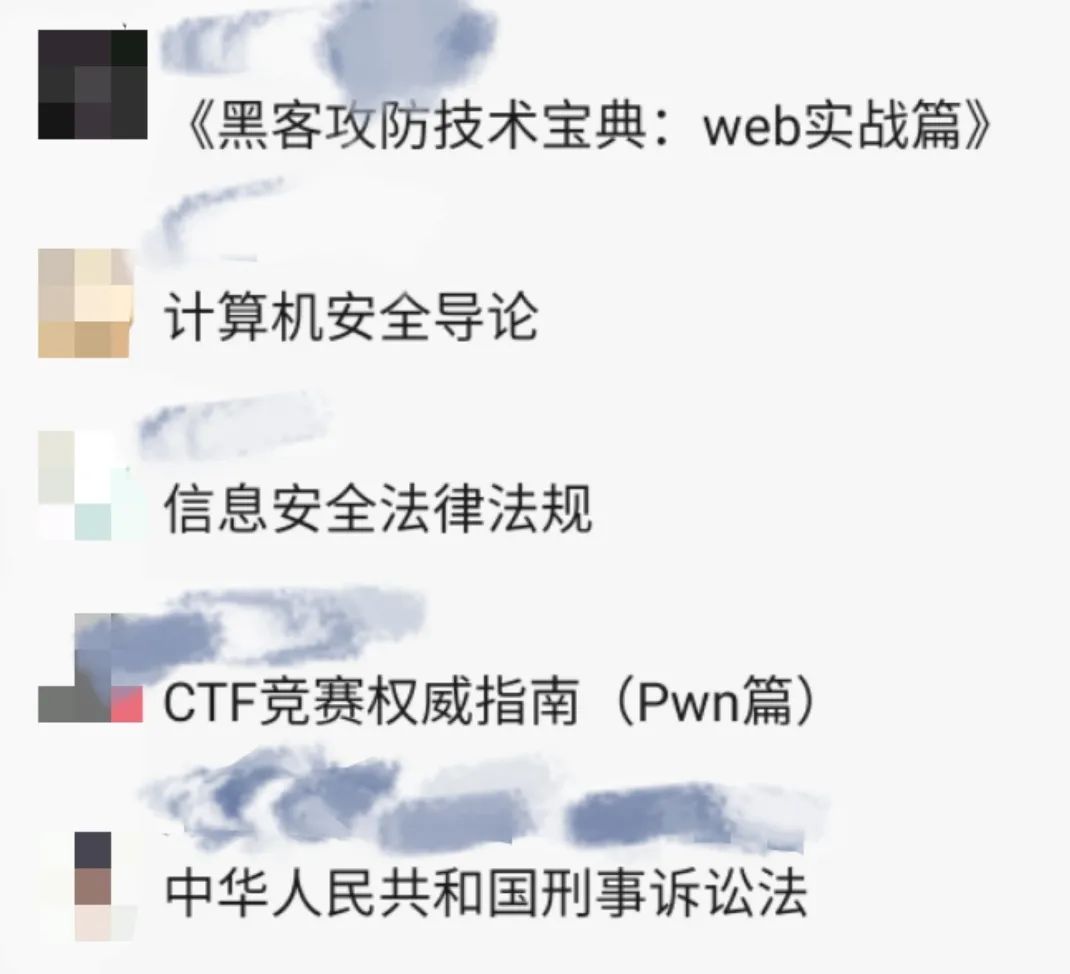 《黑客攻防技术宝典：web实战篇》
计算机安全导论
信息安全法律法规
CTF竞赛权威指南（Pwn篇）
中华人民共和国刑事诉讼法